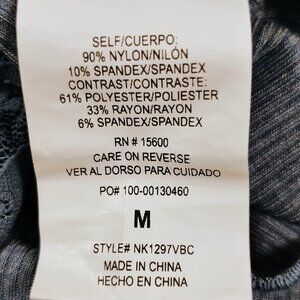 SELF/CUERPO:
90% NYLON/NILÓN
10% SPANDEX/SPANDEX
CONTRAST/CONTRASTE:
61% POLYESTER/POLIESTER
33% RAYON/RAYON
6% SPANDEX/SPANDEX
RN # 15600
CARE ON REVERSE
VER AL DORSO PARA CUIDADO
PO# 100-00130460
M
STYLE# NK1297VBC
MADE IN CHINA
HECHO EN CHINA